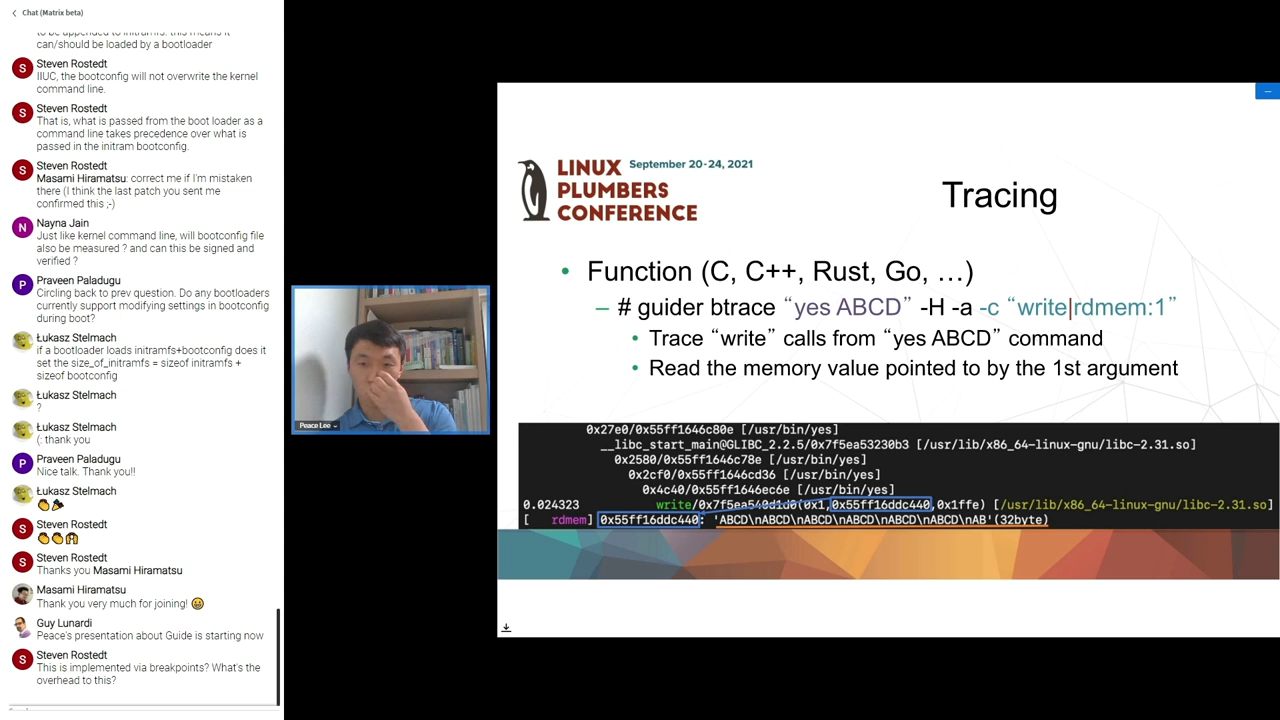 Chat (Matrix beta)
to be appended to initramfs. this means it
can/should be loaded by a bootloader
S
Steven Rostedt
IIUC, the bootconfig will not overwrite the kernel
command line.
S
Steven Rostedt
That is, what is passed from the boot loader as a
command line takes precedence over what is
passed in the initram bootconfig.
S
Steven Rostedt
Masami Hiramatsu: correct me if I'm mistaken
there (I think the last patch you sent me
confirmed this ;-)
N
Nayna Jain
Just like kernel command line, will bootconfig file
also be measured ? and can this be signed and
verified ?
P
Praveen Paladugu
Circling back to prev question. Do any bootloaders
currently support modifying settings in bootconfig
during boot?
Łukasz Stelmach
if a bootloader loads initramfs+bootconfig does it
set the size_of_initramfs = sizeof initramfs +
sizeof bootconfig
Łukasz Stelmach
?
Łukasz Stelmach
(: thank you
P
Praveen Paladugu
Nice talk. Thank you!!
Łukasz Stelmach
S
Steven Rostedt
S
Steven Rostedt
Thanks you Masami Hiramatsu
Masami Hiramatsu
Thank you very much for joining!
Guy Lunardi
Peace's presentation about Guide is starting now
S
Steven Rostedt
This is implemented via breakpoints? What's the
overhead to this?
Peace Lee
LINUX September 20-24, 2021
PLUMBERS
CONFERENCE
Tracing
• Function (C, C++, Rust, Go, …)
– # guider btrace “yes ABCD” -H -a -c “write|rdmem:1”
• Trace “write” calls from “yes ABCD” command
• Read the memory value pointed to by the 1st argument
0x27e0/0x55ff1646c80e [/usr/bin/yes]
__libc_start_main@GLIBC_2.2.5/0x7f5ea53230b3 [/usr/lib/x86_64-linux-gnu/libc-2.31.so]
0x2580/0x55ff1646c78e [/usr/bin/yes]
0x2cf0/0x55ff1646cd36 [/usr/bin/yes]
0x4c40/0x55ff1646ec6e [/usr/bin/yes]
0.024323 write/0x7f5ea540d1d0(0x1,0x55ff16ddc440,0x1ffe) [/usr/lib/x86_64-linux-gnu/libc-2.31.so]
[ rdmem] 0x55ff16ddc440: 'ABCD\nABCD\nABCD\nABCD\nABCD\nABCD\nAB'(32byte)